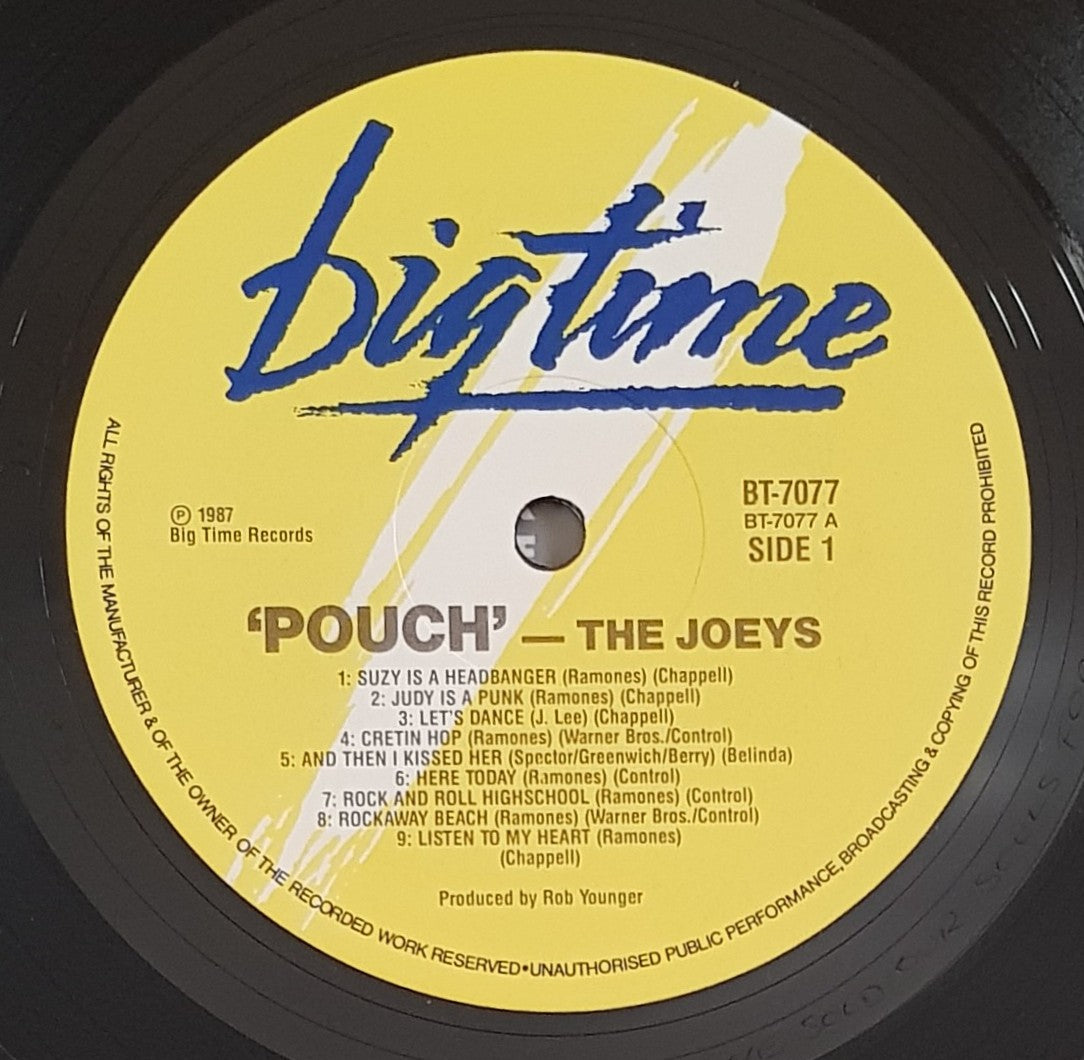 bigtime
BT-7077
BT-7077 A
SIDE 1
℗ 1987
Big Time Records
'POUCH' — THE JOEYS
1: SUZY IS A HEADBANGER (Ramones) (Chappell)
2: JUDY IS A PUNK (Ramones) (Chappell)
3: LET'S DANCE (J. Lee) (Chappell)
4: CRETIN HOP (Ramones) (Warner Bros./Control)
5: AND THEN I KISSED HER (Spector/Greenwich/Berry) (Belinda)
6: HERE TODAY (Ramones) (Control)
7: ROCK AND ROLL HIGHSCHOOL (Ramones) (Control)
8: ROCKAWAY BEACH (Ramones) (Warner Bros./Control)
9: LISTEN TO MY HEART (Ramones)
(Chappell)
Produced by Rob Younger
ALL RIGHTS OF THE MANUFACTURER & OF THE OWNER OF THE RECORDED WORK RESERVED•UNAUTHORISED PUBLIC PERFORMANCE, BROADCASTING & COPYING OF THIS RECORD PROHIBITED